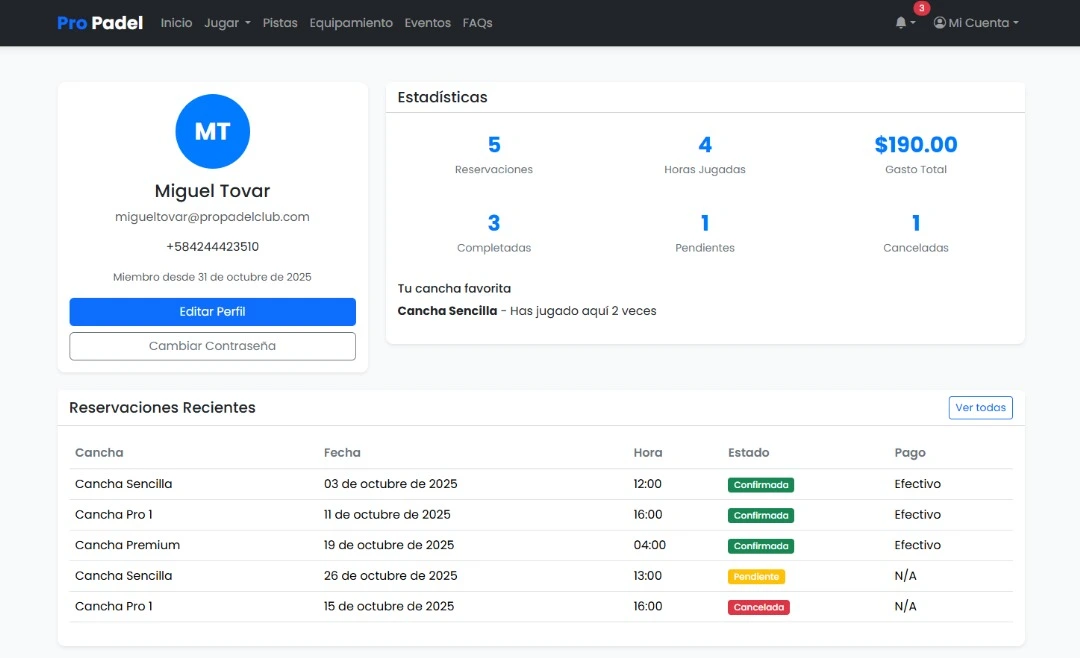 Pro Padel Inicio Jugar Pistas Equipamiento Eventos FAQs 3 Mi Cuenta
MT
Miguel Tovar
migueltovar@propadelclub.com
+584244423510
Miembro desde 31 de octubre de 2025
Editar Perfil
Cambiar Contraseña
Estadísticas
5 4 $190.00
Reservaciones Horas Jugadas Gasto Total
3 1 1
Completadas Pendientes Canceladas
Tu cancha favorita
Cancha Sencilla - Has jugado aquí 2 veces
Reservaciones Recientes Ver todas
Cancha Fecha Hora Estado Pago
Cancha Sencilla 03 de octubre de 2025 12:00 Confirmada Efectivo
Cancha Pro 1 11 de octubre de 2025 16:00 Confirmada Efectivo
Cancha Premium 19 de octubre de 2025 04:00 Confirmada Efectivo
Cancha Sencilla 26 de octubre de 2025 13:00 Pendiente N/A
Cancha Pro 1 15 de octubre de 2025 16:00 Cancelada N/A